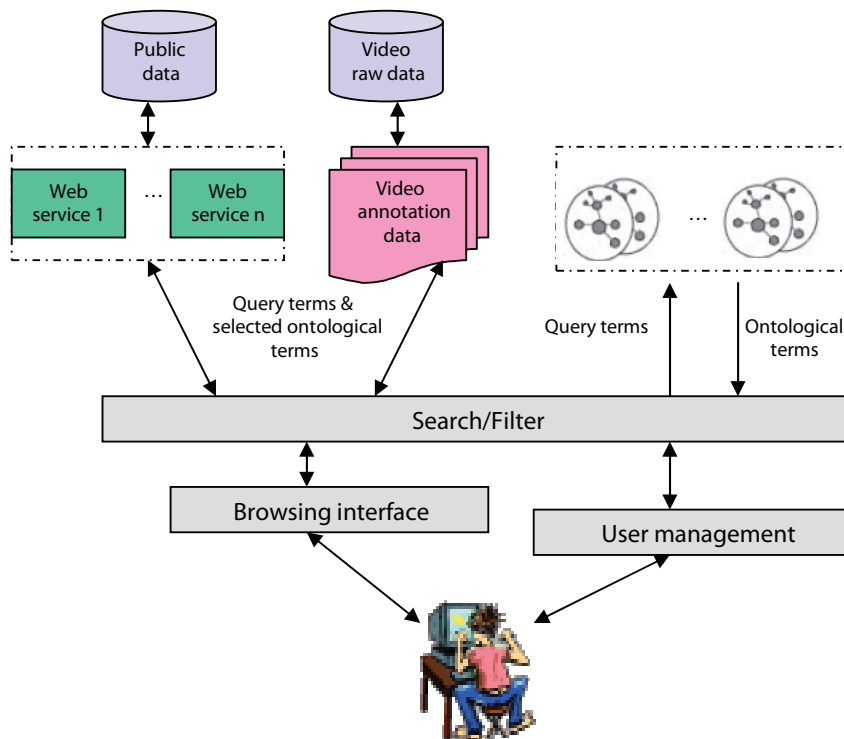 Public
data
Video
raw data
Web
service 1
...
Web
service n
Video
annotation
data
...
Query terms &
selected ontological
terms
Query terms
Ontological
terms
Search/Filter
Browsing interface
User management